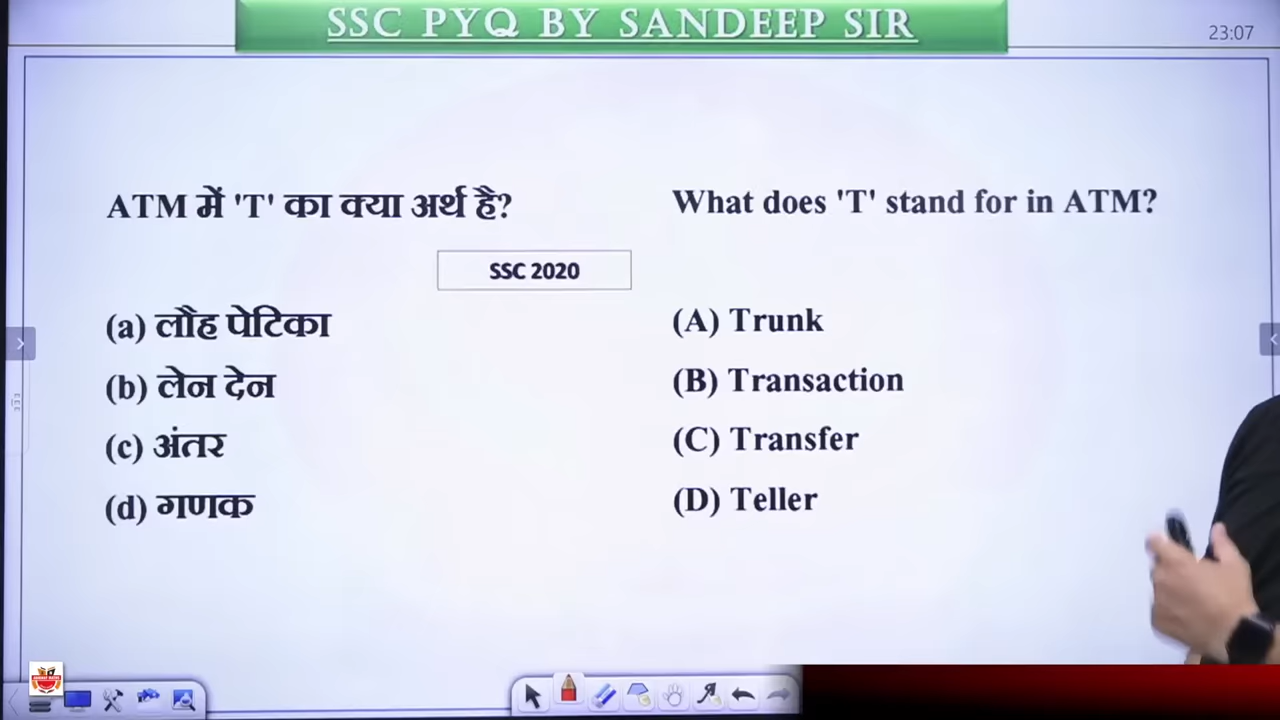 SSC PYQ BY SANDEEP SIR
23:07
ATM में 'T' का क्या अर्थ है?
What does 'T' stand for in ATM?
SSC 2020
(a) लौह पेटिका
(b) लेन देन
(c) अंतर
(d) गणक
(A) Trunk
(B) Transaction
(C) Transfer
(D) Teller